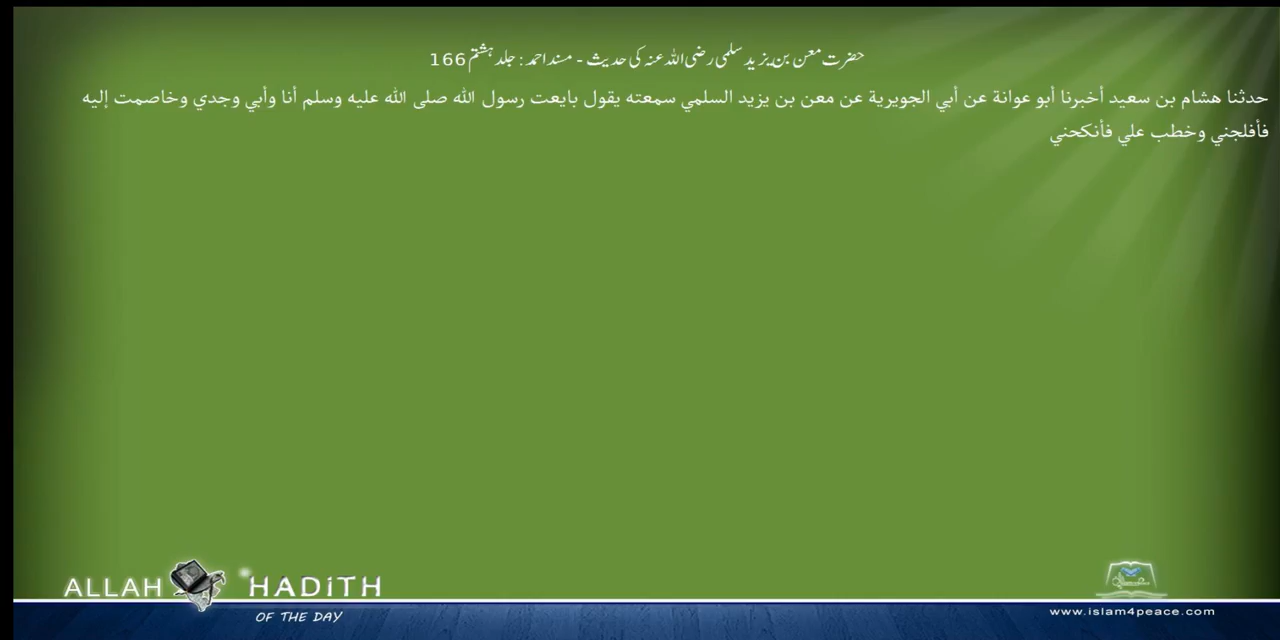 حضرت معن بن یزید سلمی رضی اللہ عنہ کی حدیث - مسند احمد : جلد ہشتم 166
حدثنا هشام بن سعيد أخبرنا أبو عوانة عن أبي الجويرية عن معن بن يزيد السلمي سمعته يقول بايعت رسول الله صلى الله عليه وسلم أنا وأبي وجدي وخاصمت إليه
فأفلجني وخطب علي فأنكحني
ALLAH HADITH
OF THE DAY
www.islam4peace.com